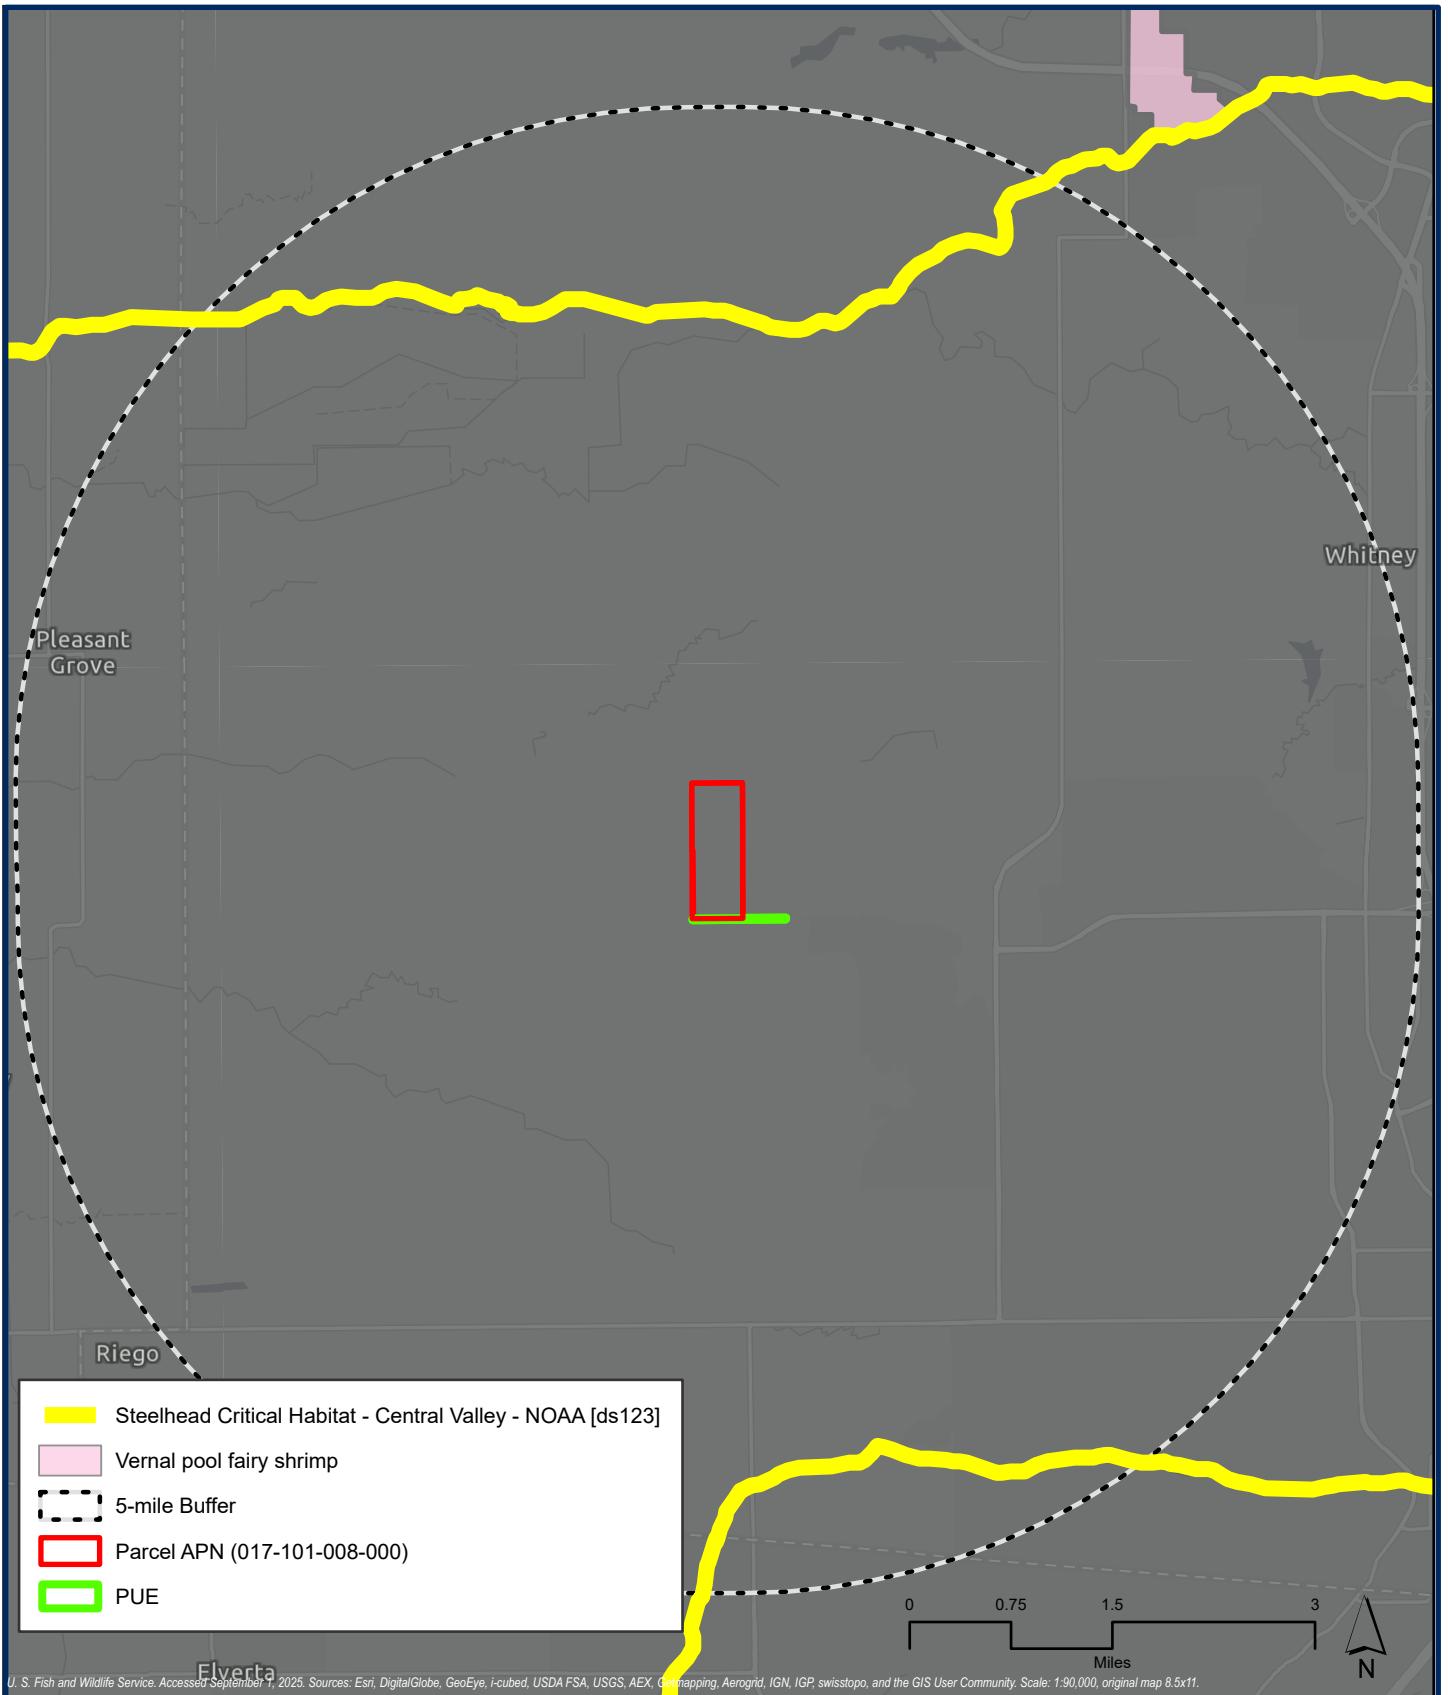 Whitney
Pleasant
Grove
Riego
Steelhead Critical Habitat - Central Valley - NOAA [ds123]
Vernal pool fairy shrimp
5-mile Buffer
Parcel APN (017-101-008-000)
PUE
0 0.75 1.5 3
Miles
N
Elverta
U. S. Fish and Wildlife Service. Accessed September 1, 2025. Sources: Esri, DigitalGlobe, GeoEye, i-cubed, USDA FSA, USGS, AEX, Getmapping, Aerogrid, IGN, IGP, swisstopo, and the GIS User Community. Scale: 1:90,000, original map 8.5x11.